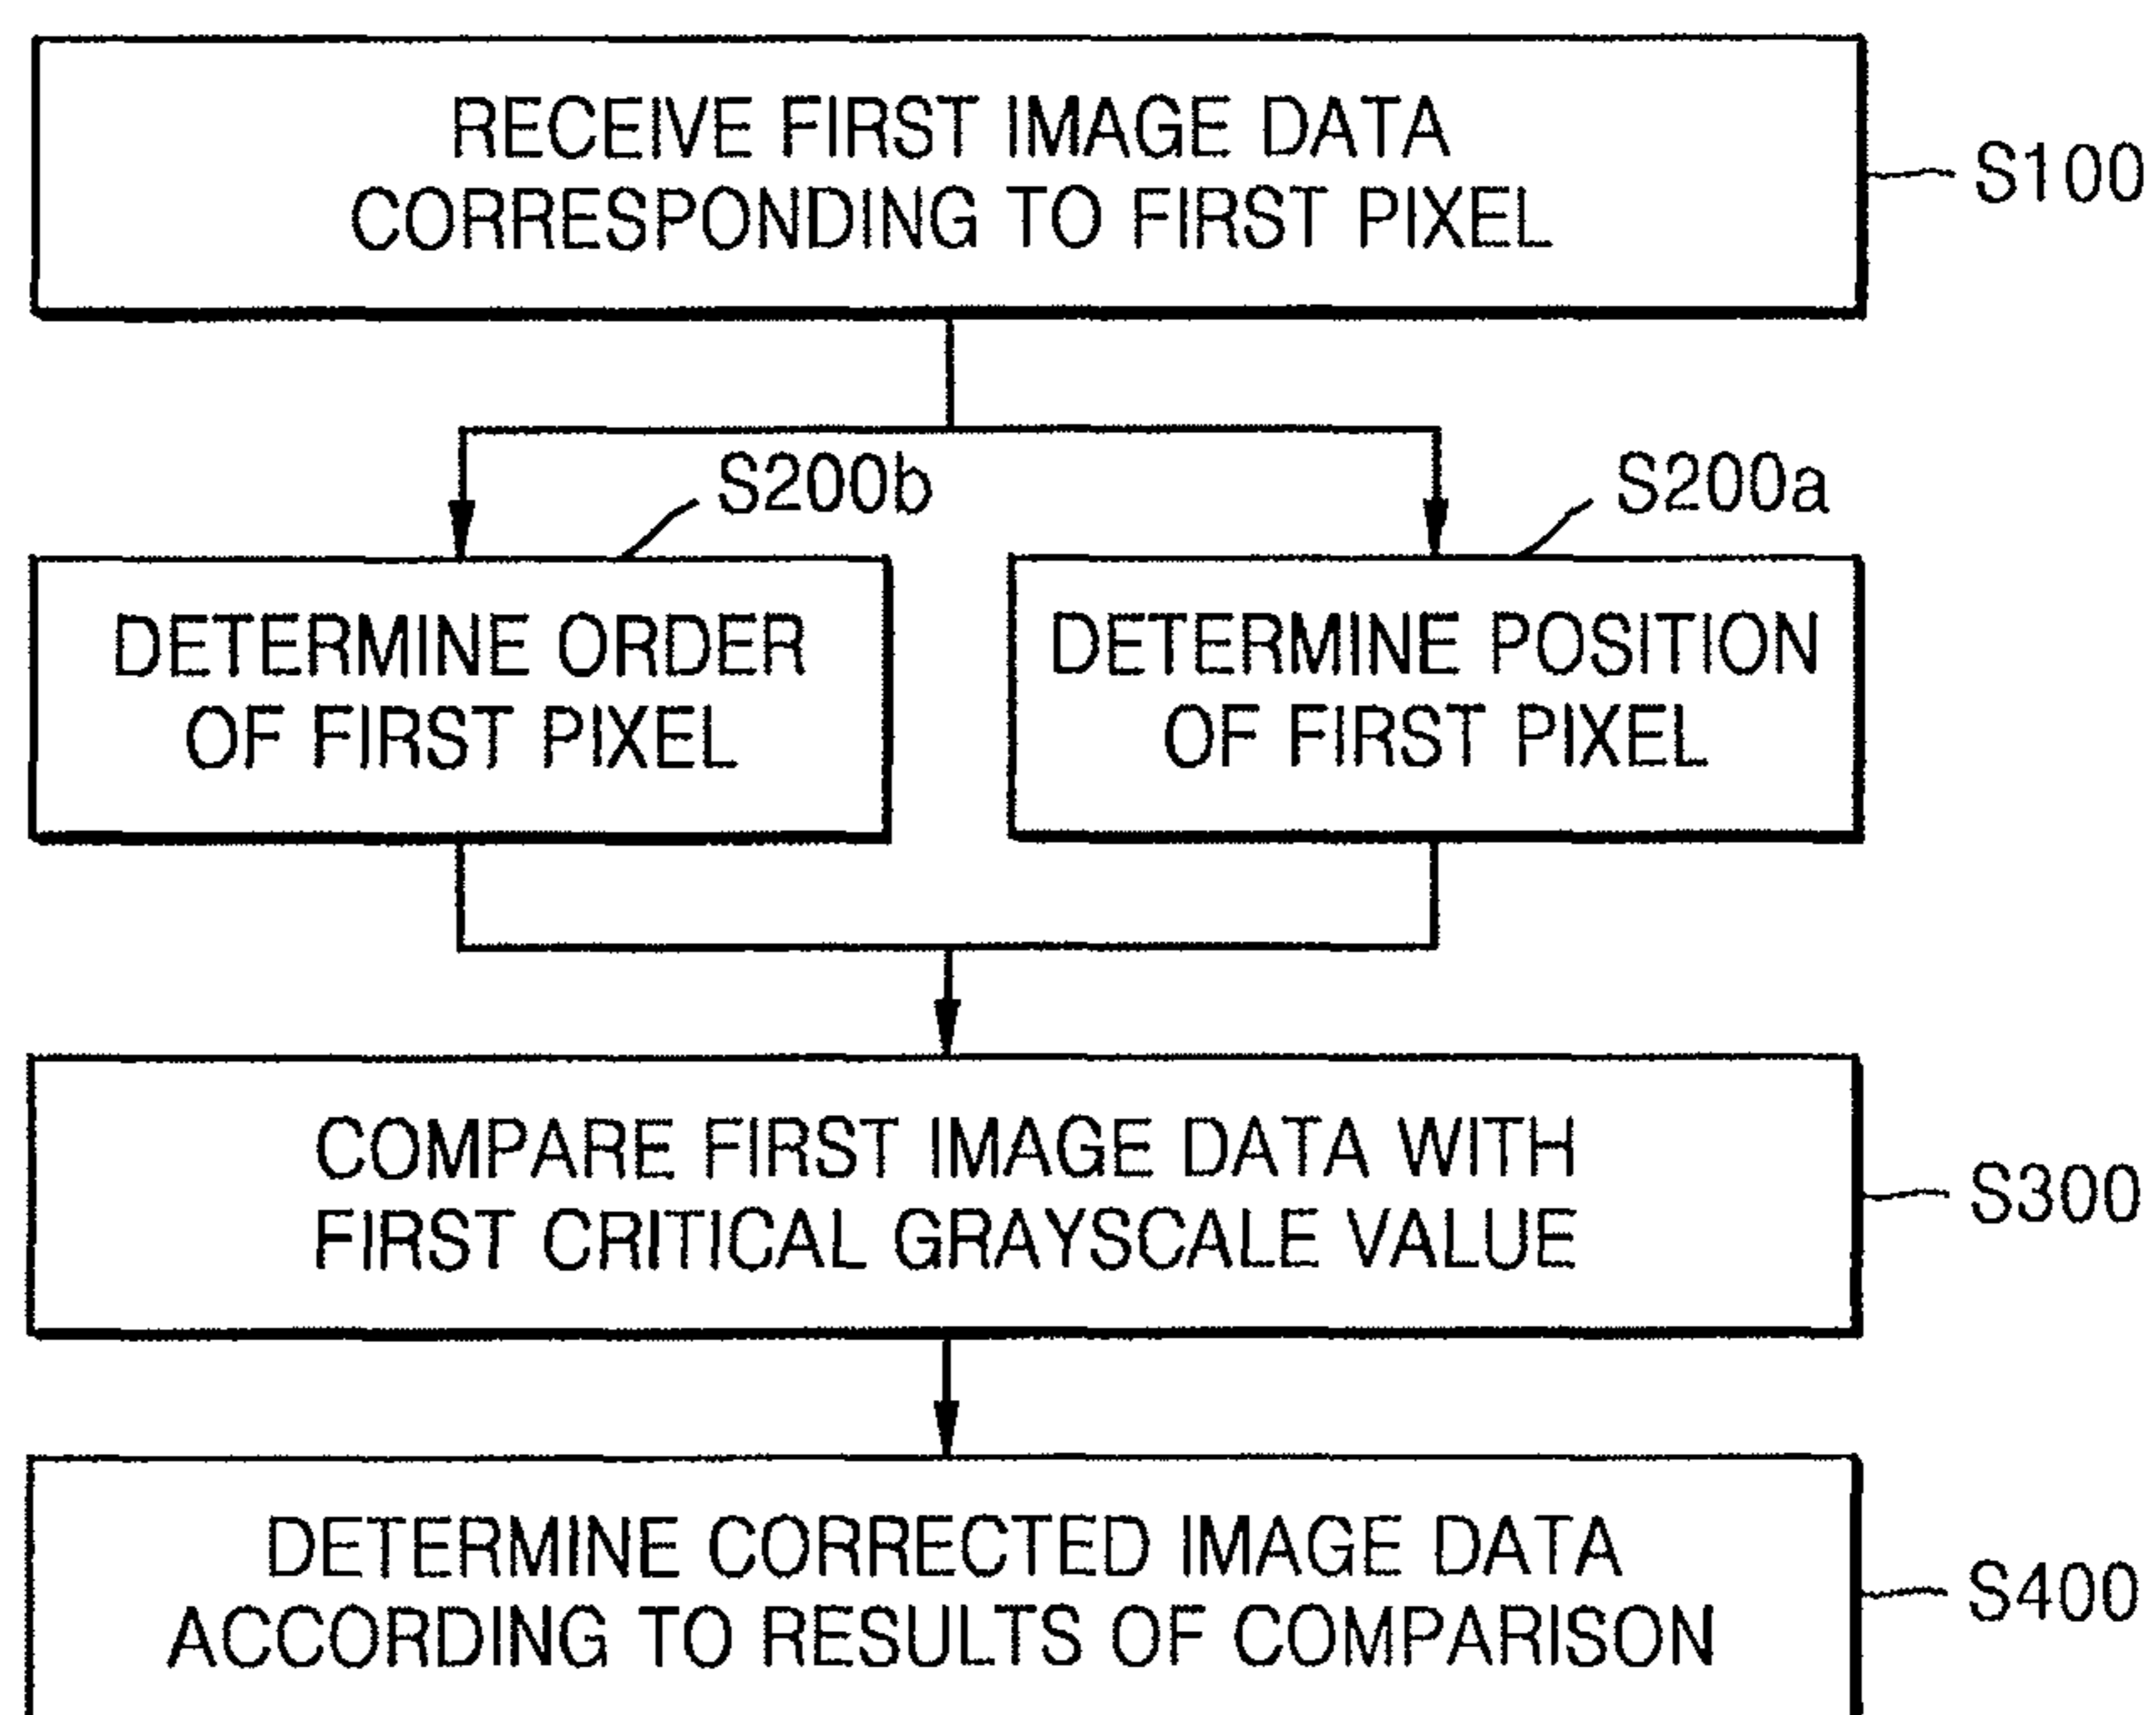 RECEIVE FIRST IMAGE DATA
CORRESPONDING TO FIRST PIXEL
S100
S200b
S200a
DETERMINE ORDER
OF FIRST PIXEL
DETERMINE POSITION
OF FIRST PIXEL
COMPARE FIRST IMAGE DATA WITH
FIRST CRITICAL GRAYSCALE VALUE
S300
DETERMINE CORRECTED IMAGE DATA
ACCORDING TO RESULTS OF COMPARISON
S400